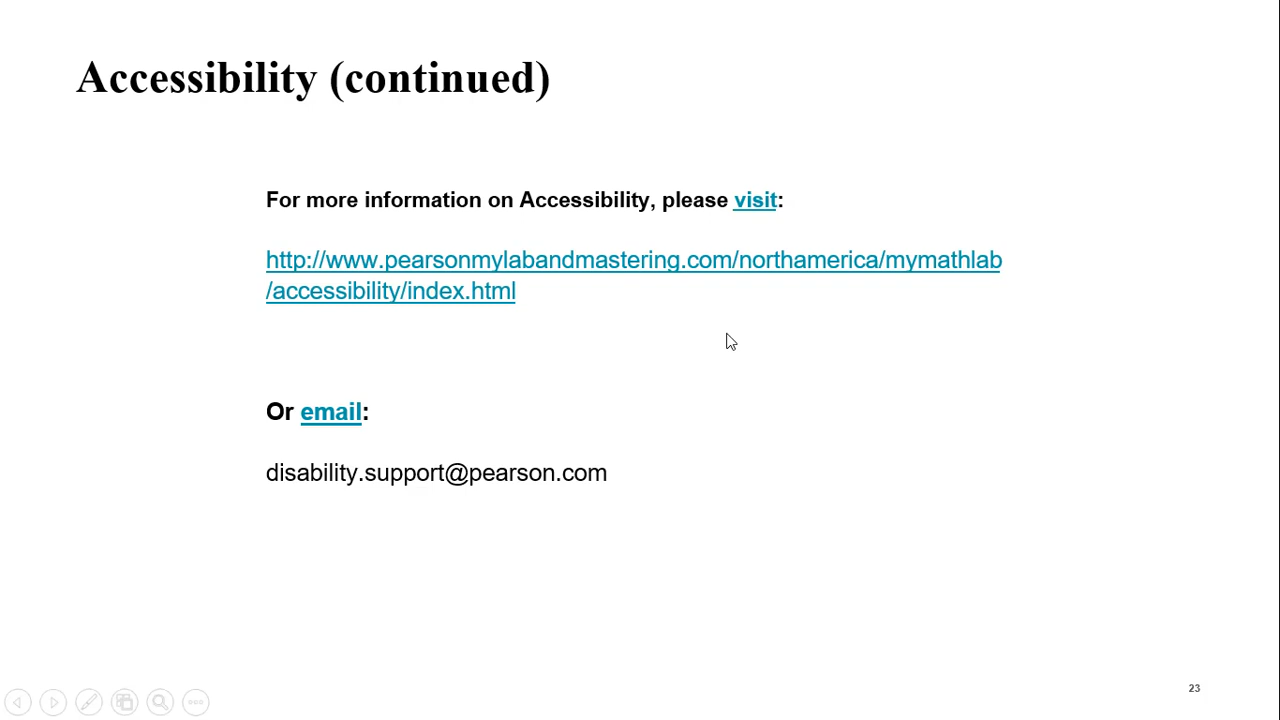 Accessibility (continued)
For more information on Accessibility, please visit:
http://www.pearsonmylabandmastering.com/northamerica/mymathlab
/accessibility/index.html
Or email:
disability.support@pearson.com
23